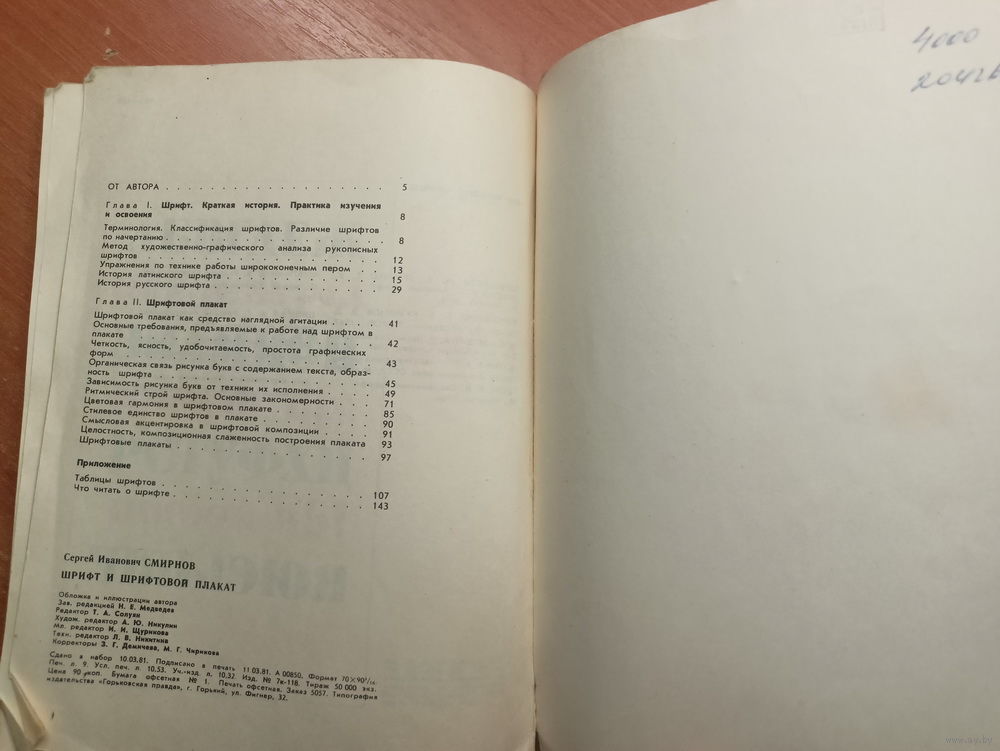 ОТ АВТОРА . . . . . . . . . . . . . . . . . . . 5
Глава I. Шрифт. Краткая история. Практика изучения
и освоения 8
Терминология. Классификация шрифтов. Различие шрифтов
по начертанию . . . . . . . . . . . . . . . . . . 8
Метод художественно-графического анализа рукописных
шрифтов . . . . . . . . . . . . . . . . . . . . 12
Упражнения по технике работы ширококонечным пером . . 13
История латинского шрифта . . . . . . . . . . . . . 15
История русского шрифта . . . . . . . . . . . . . . 29
Глава II. Шрифтовой плакат
Шрифтовой плакат как средство наглядной агитации . . . . 41
Основные требования, предъявляемые к работе над шрифтом в
плакате . . . . . . . . . . . . . . . . . . . . 42
Четкость, ясность, удобочитаемость, простота графических
форм . . . . . . . . . . . . . . . . . . . . . 43
Органическая связь рисунка букв с содержанием текста, образ-
ность шрифта . . . . . . . . . . . . . . . . . . 45
Зависимость рисунка букв от техники их исполнения . . . . 49
Ритмический строй шрифта. Основные закономерности . . . 71
Цветовая гармония в шрифтовом плакате . . . . . . . . 85
Стилевое единство шрифтов в плакате . . . . . . . . . 90
Смысловая акцентировка в шрифтовой композиции . . . . 91
Целостность, композиционная слаженность построения плаката 93
Шрифтовые плакаты . . . . . . . . . . . . . . . . 97
Приложение
Таблицы шрифтов . . . . . . . . . . . . . . . . . 107
Что читать о шрифте . . . . . . . . . . . . . . . . 143
Сергей Иванович СМИРНОВ
ШРИФТ И ШРИФТОВОЙ ПЛАКАТ
Обложка и иллюстрации автора
Зав. редакцией Н. Е. Медведев
Редактор Т. А. Солуян
Худож. редактор А. Ю. Никулин
Мл. редактор И. И. Щурикова
Техн. редактор Л. В. Никитина
Корректоры З. Г. Демичева, М. Г. Чирикова
Сдано в набор 10.03.81. Подписано в печать 11.03.81. А 00850. Формат 70×90¹/₁₆
Печ. л. 9. Усл. печ. л. 10,53. Уч.-изд. л. 10,32 Изд. № 7к-118. Тираж 50 000 экз.
Цена 90 коп. Бумага офсетная № 1. Печать офсетная. Заказ 5057. Типография
издательства «Горьковская правда», г. Горький, ул. Фигнер, 32.
4000
www.ay.by